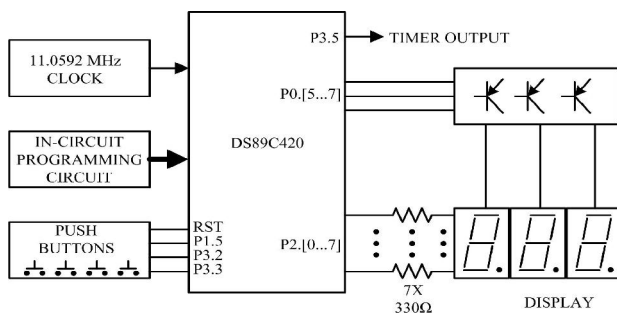 11.0592 MHz
CLOCK
IN-CIRCUIT
PROGRAMMING
CIRCUIT
PUSH
BUTTONS
RST
P1.5
P3.2
P3.3
DS89C420
P3.5
TIMER OUTPUT
P0.[5...7]
P2.[0...7]
7X
330Ω
DISPLAY